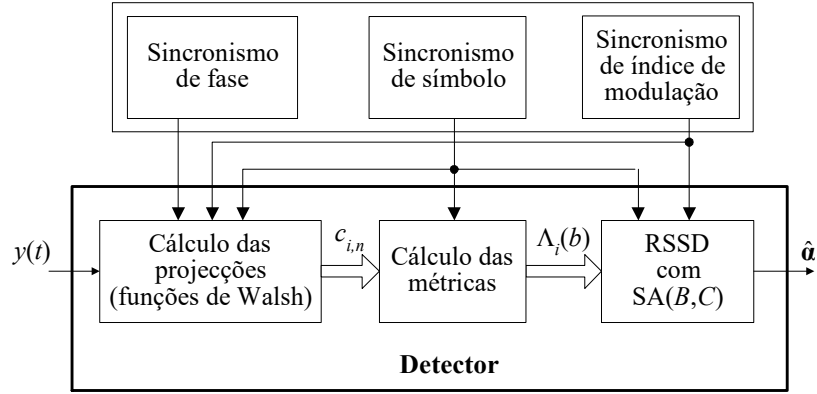 Sincronismo
de fase
Sincronismo
de símbolo
Sincronismo
de índice de
modulação
y(t)
Cálculo das
projecções
(funções de Walsh)
c_{i,n}
Cálculo das
métricas
Λ_i(b)
RSSD
com
SA(B,C)
α̂
Detector